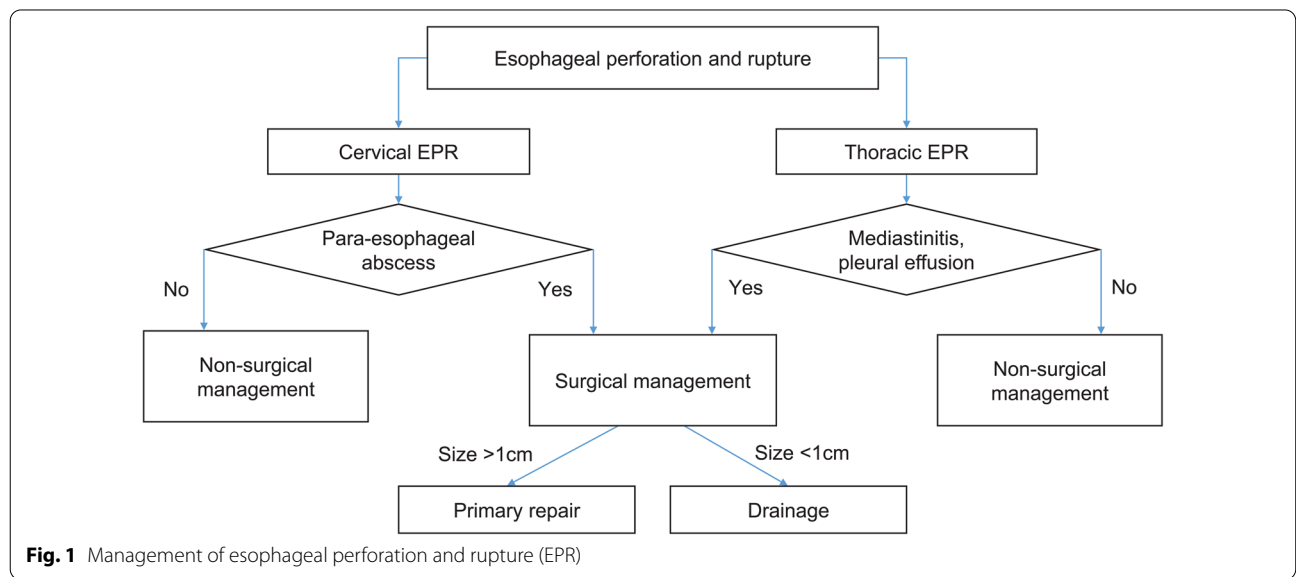 Esophageal perforation and rupture
Cervical EPR
Thoracic EPR
Para-esophageal
abscess
Mediastinitis,
pleural effusion
No
Yes
Yes
No
Non-surgical
management
Surgical management
Non-surgical
management
Size >1cm
Size <1cm
Primary repair
Drainage
Fig. 1 Management of esophageal perforation and rupture (EPR)